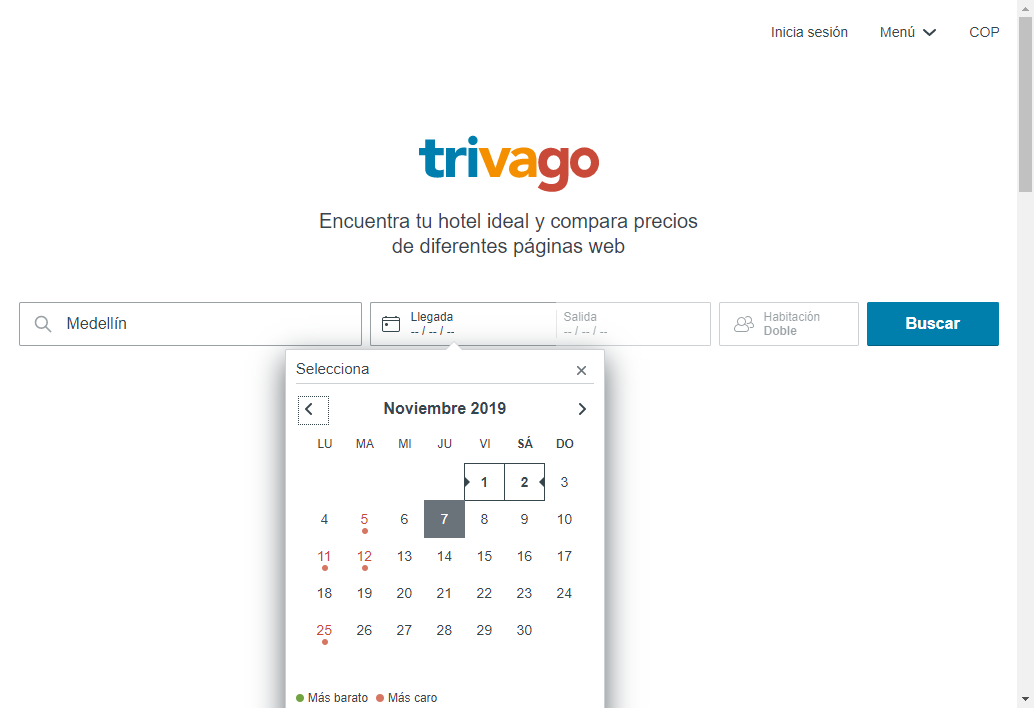 Inicia sesión Menú COP
trivago
Encuentra tu hotel ideal y compara precios
de diferentes páginas web
Medellín
Llegada
-- / -- / --
Salida
-- / -- / --
Habitación
Doble
Buscar
Selecciona
Noviembre 2019
LU MA MI JU VI SÁ DO
1 2 3
4 5 6 7 8 9 10
11 12 13 14 15 16 17
18 19 20 21 22 23 24
25 26 27 28 29 30
Más barato Más caro